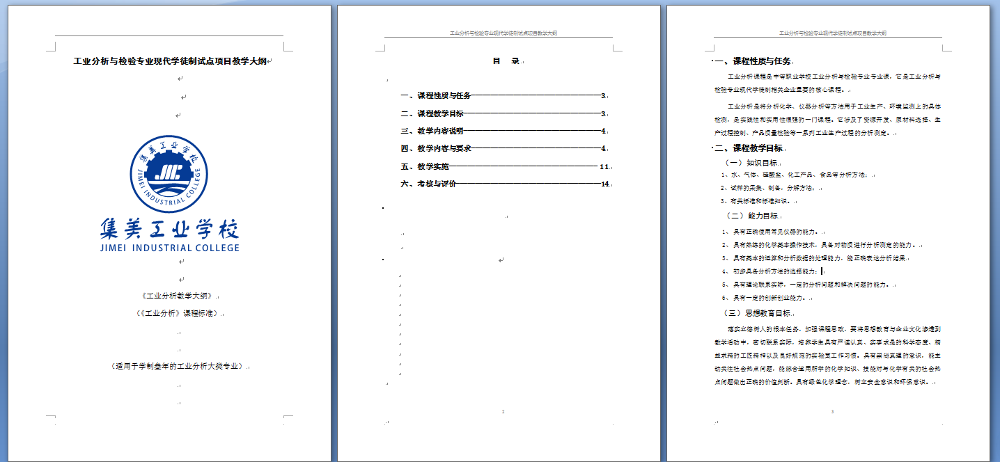 工业分析与检验专业现代学徒制试点项目教学大纲
集美工业学校
JIMEI INDUSTRIAL COLLEGE
集美工业学校
JIMEI INDUSTRIAL COLLEGE
《工业分析教学大纲》
（《工业分析》课程标准）
（适用于学制叁年的工业分析大类专业）
工业分析与检验专业现代学徒制试点项目教学大纲
目 录
一、课程性质与任务————————————————3
二、课程教学目标—————————————————3
三、教学内容说明—————————————————4
四、教学内容与要求————————————————4
五、教学实施——————————————————— 11
六、考核与评价——————————————————14
2
工业分析与检验专业现代学徒制试点项目教学大纲
一、课程性质与任务
工业分析课程是中等职业学校工业分析与检验专业专业课，它是工业分析与
检验专业现代学徒制相关企业重要的核心课程。
工业分析是将分析化学、仪器分析等方法用于工业生产、环境监测上的具体
检测，是实践性和实用性很强的一门课程。它涉及了资源开发、原材料选择、生
产过程控制、产品质量检验等一系列工业生产过程的分析测定。
二、课程教学目标
（一）知识目标
1、水、气体、硅酸盐、化工产品、食品等分析方法；
2、试样的采集、制备，分解方法；
3、有关标准和标准知识。
（二）能力目标
1、 具有正确使用常见仪器的能力。
2、 具有熟练的化学基本操作技术，具备对物质进行分析测定的能力。
3、 具有基本的运算和分析数据的处理能力，能正确表达分析结果
4、 初步具备分析方法的选择能力；
5、 具有理论联系实际，一定的分析问题和解决问题的能力。
6、 具有一定的创新创业能力。
（三）思想教育目标
落实立德树人的根本任务，加强课程思政，要将思想教育与企业文化渗透到
教学活动中，密切联系实际，培养学生具有严谨认真、实事求是的科学态度、精
益求精的工匠精神以及良好规范的实验室工作习惯。具有崇尚真理的意识，能主
动关注社会热点问题，能综合运用所学的化学知识、技能对与化学有关的社会热
点问题做出正确的价值判断。具有绿色化学理念，树立安全意识和环保意识。
3